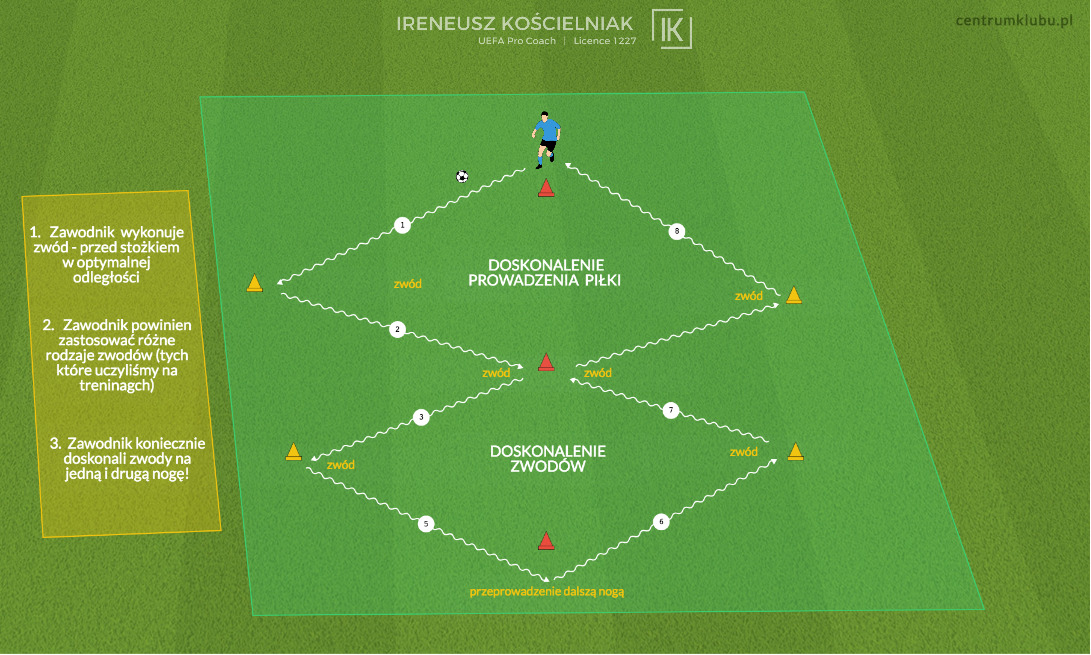 IRENEUSZ KOŚCIELNIAK
UEFA Pro Coach | Licence 1227
IK
centrumklubu.pl
1. Zawodnik wykonuje
zwód - przed stożkiem
w optymalnej
odległości
2. Zawodnik powinien
zastosować różne
rodzaje zwodów (tych
które uczyliśmy na
treninagch)
3. Zawodnik koniecznie
doskonali zwody na
jedną i drugą nogę!
1
8
DOSKONALENIE
PROWADZENIA PIŁKI
zwód
zwód
2
zwód
zwód
3
7
DOSKONALENIE
ZWODÓW
zwód
zwód
5
6
przeprowadzenie dalszą nogą